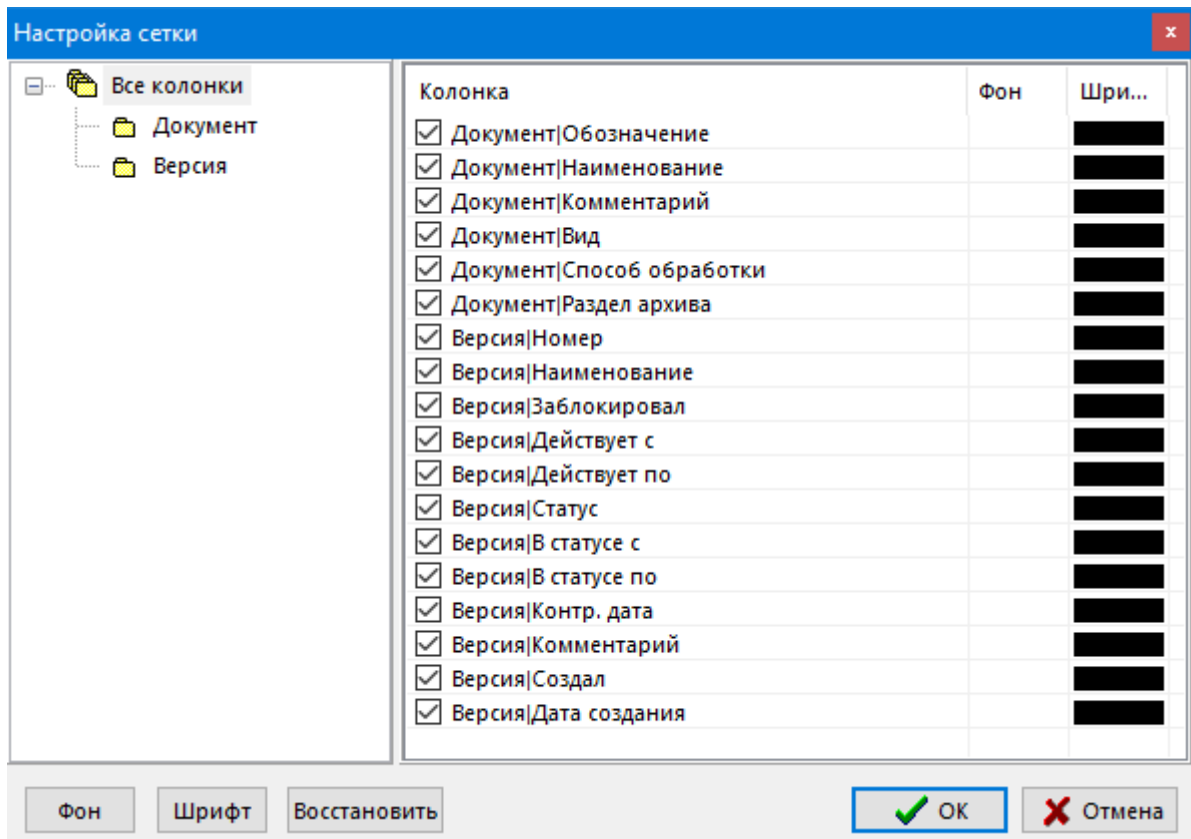 Настройка сетки
x
Все колонки
Документ
Версия
Колонка Фон Шри...
Документ|Обозначение
Документ|Наименование
Документ|Комментарий
Документ|Вид
Документ|Способ обработки
Документ|Раздел архива
Версия|Номер
Версия|Наименование
Версия|Заблокировал
Версия|Действует с
Версия|Действует по
Версия|Статус
Версия|В статусе с
Версия|В статусе по
Версия|Контр. дата
Версия|Комментарий
Версия|Создал
Версия|Дата создания
Фон Шрифт Восстановить OK Отмена